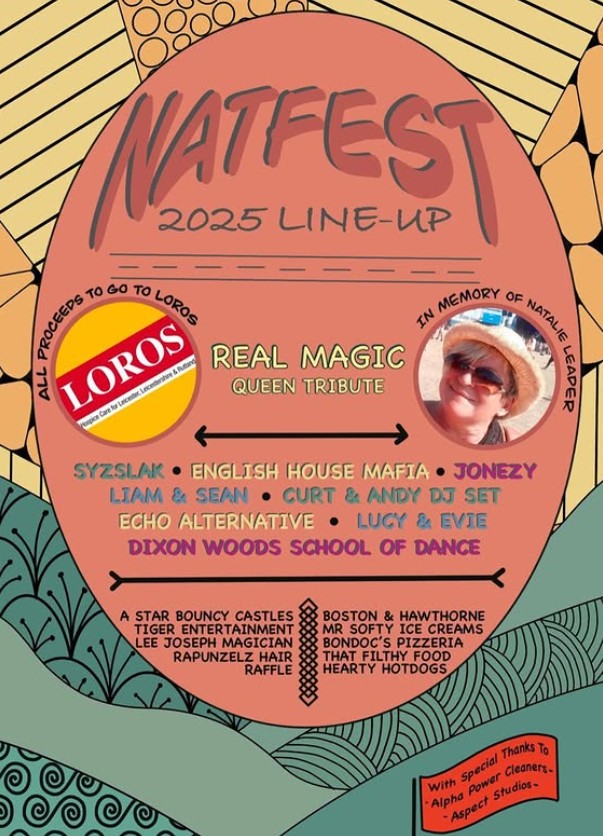 NATFEST
2025 LINE-UP
ALL PROCEEDS TO GO TO LOROS
LOROS
Hospice Care for Leicester, Leicestershire & Rutland
IN MEMORY OF NATALIE LEADER
REAL MAGIC
QUEEN TRIBUTE
SYZSLAK • ENGLISH HOUSE MAFIA • JONEZY
LIAM & SEAN • CURT & ANDY DJ SET
ECHO ALTERNATIVE • LUCY & EVIE
DIXON WOODS SCHOOL OF DANCE
A STAR BOUNCY CASTLES
TIGER ENTERTAINMENT
LEE JOSEPH MAGICIAN
RAPUNZELZ HAIR
RAFFLE
BOSTON & HAWTHORNE
MR SOFTY ICE CREAMS
BONDOC'S PIZZERIA
THAT FILTHY FOOD
HEARTY HOTDOGS
With Special Thanks To
- Alpha Power Cleaners-
- Aspect Studios-